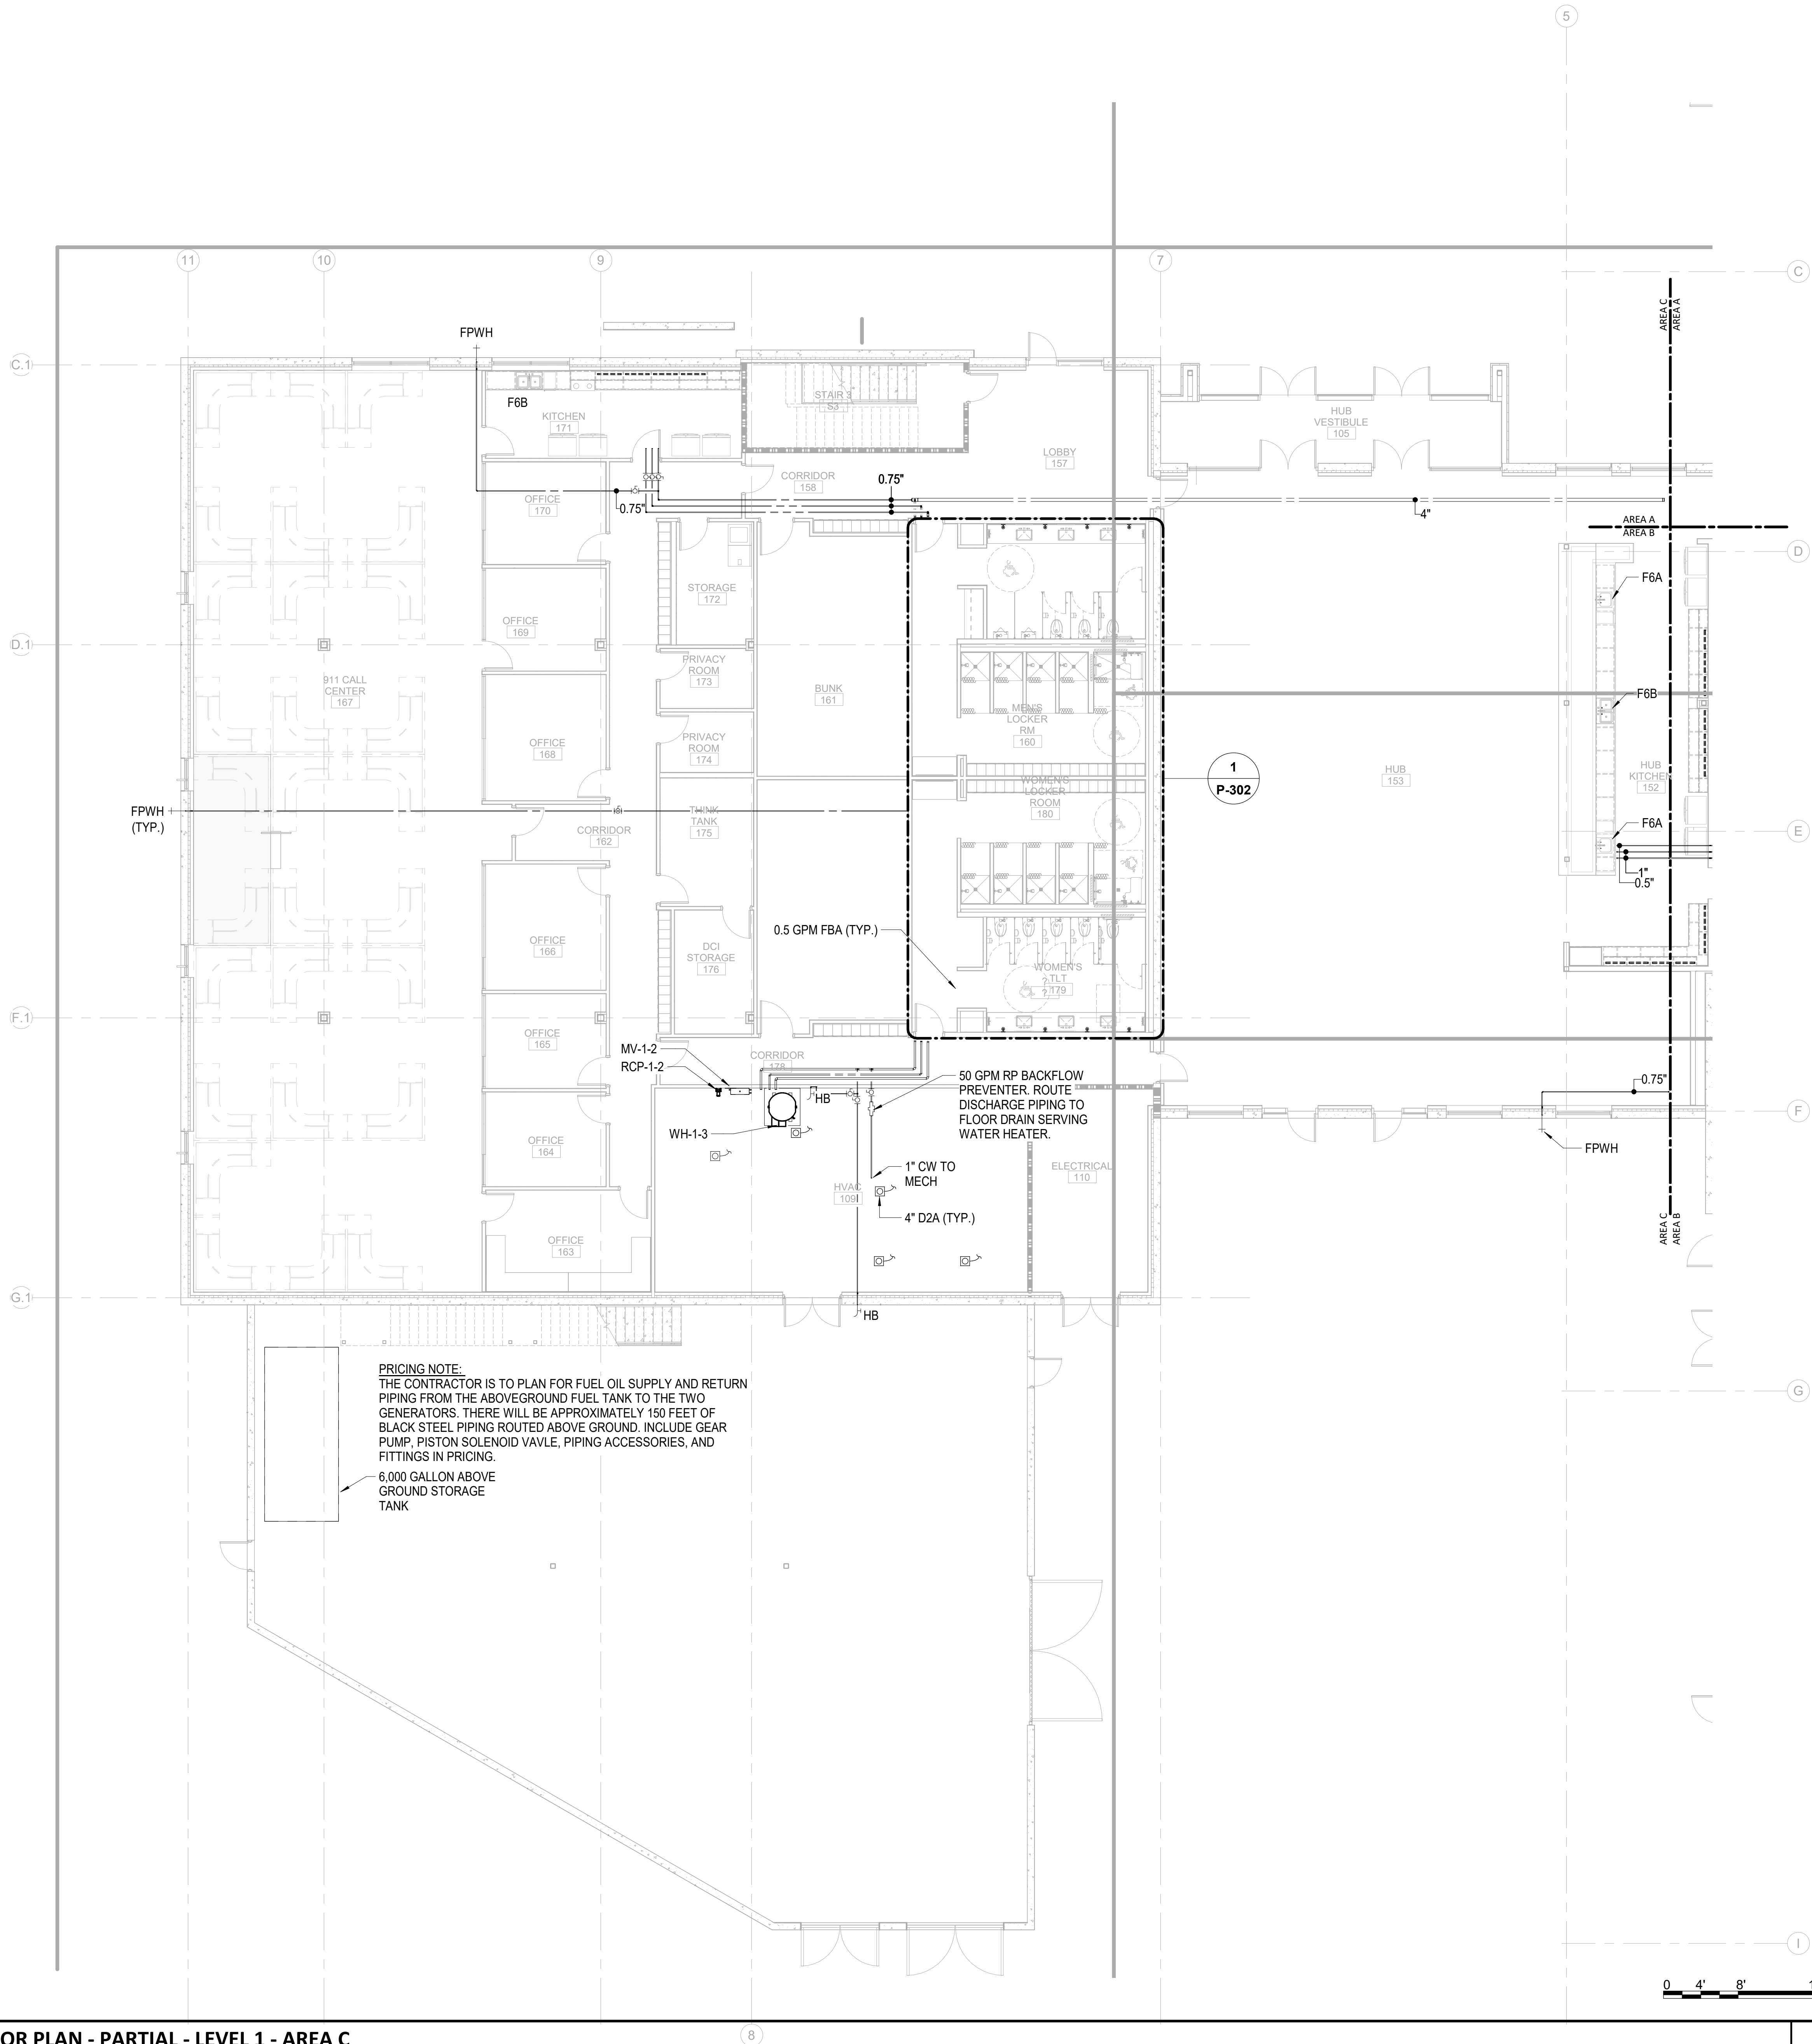 5
11
10
9
7
C
AREA C
AREA A
FPWH
C.1
STAIR 3
S3
F6B
KITCHEN
171
HUB
VESTIBULE
105
LOBBY
157
CORRIDOR
158
0.75"
OFFICE
170
0.75"
4"
AREA A
AREA B
D
STORAGE
172
F6A
OFFICE
169
D.1
PRIVACY
ROOM
173
911 CALL
CENTER
167
BUNK
161
F6B
MEN'S
LOCKER
RM
160
PRIVACY
ROOM
174
OFFICE
168
1
P-302
HUB
153
HUB
KITCHEN
152
WOMEN'S
LOCKER
ROOM
180
FPWH
(TYP.)
THINK
TANK
175
CORRIDOR
162
F6A
E
1"
0.5"
0.5 GPM FBA (TYP.)
OFFICE
166
DCI
STORAGE
176
WOMEN'S
TLT
179
?
?
F.1
OFFICE
165
MV-1-2
RCP-1-2
CORRIDOR
178
50 GPM RP BACKFLOW
PREVENTER. ROUTE
DISCHARGE PIPING TO
FLOOR DRAIN SERVING
WATER HEATER.
0.75"
HB
F
WH-1-3
OFFICE
164
FPWH
1" CW TO
MECH
ELECTRICAL
110
HVAC
109
4" D2A (TYP.)
OFFICE
163
AREA C
AREA B
G.1
HB
PRICING NOTE:
THE CONTRACTOR IS TO PLAN FOR FUEL OIL SUPPLY AND RETURN
PIPING FROM THE ABOVEGROUND FUEL TANK TO THE TWO
GENERATORS. THERE WILL BE APPROXIMATELY 150 FEET OF
BLACK STEEL PIPING ROUTED ABOVE GROUND. INCLUDE GEAR
PUMP, PISTON SOLENOID VAVLE, PIPING ACCESSORIES, AND
FITTINGS IN PRICING.
G
6,000 GALLON ABOVE
GROUND STORAGE
TANK
I
0 4' 8' 1
OR PLAN - PARTIAL - LEVEL 1 - AREA C
8